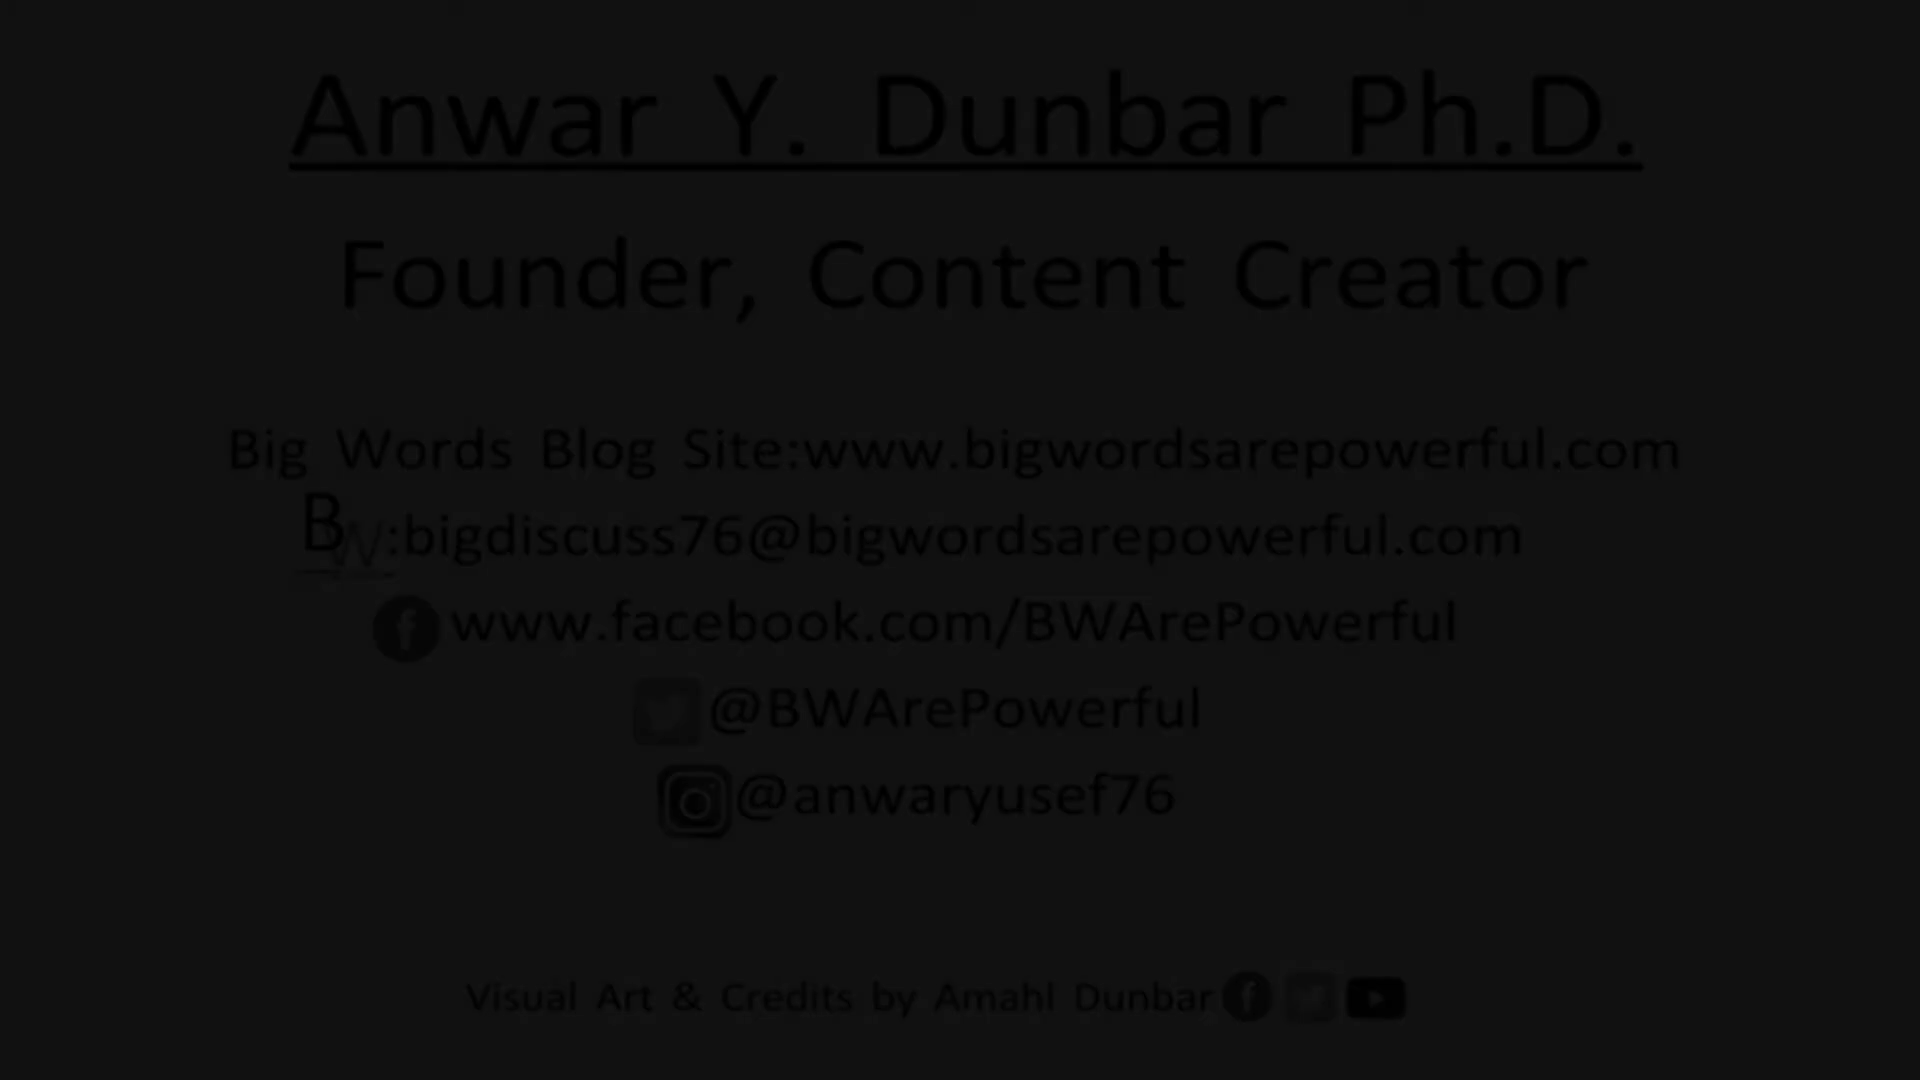 Anwar Y. Dunbar Ph.D.
Founder, Content Creator
Big Words Blog Site:www.bigwordsarepowerful.com
BW:bigdiscuss76@bigwordsarepowerful.com
www.facebook.com/BWArePowerful
@BWArePowerful
@anwaryusef76
Visual Art & Credits by Amahl Dunbar